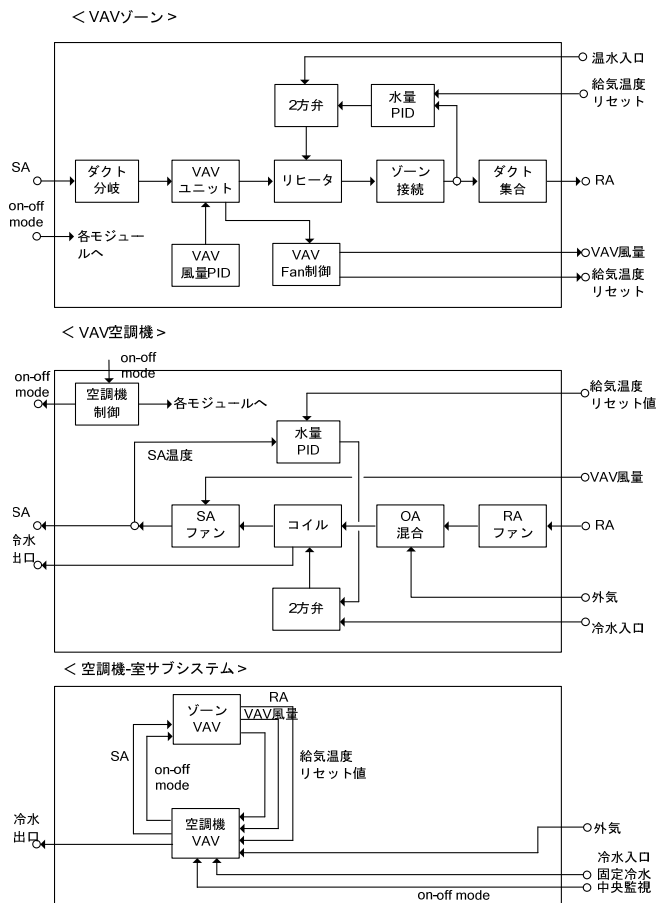 ＜VAVゾーン＞
温水入口
給気温度
リセット
2方弁
水量
PID
SA
ダクト
分岐
VAV
ユニット
リヒータ
ゾーン
接続
ダクト
集合
RA
on-off
mode
各モジュー
ルへ
VAV
風量PID
VAV
Fan制御
VAV風量
給気温度
リセット
＜VAV空調機＞
on-off
mode
on-off
mode
空調機
制御
各モジュールへ
給気温度
リセット値
水量
PID
SA温度
VAV風量
SA
SA
ファン
コイル
OA
混合
RA
ファン
RA
冷水
出口
2方弁
外気
冷水入口
＜空調機-室サブシステム＞
ゾーン
VAV
RA
VAV風量
SA
on-off
mode
給気温度
リセット値
冷水
出口
空調機
VAV
外気
冷水入口
固定冷水
中央監視
on-off mode